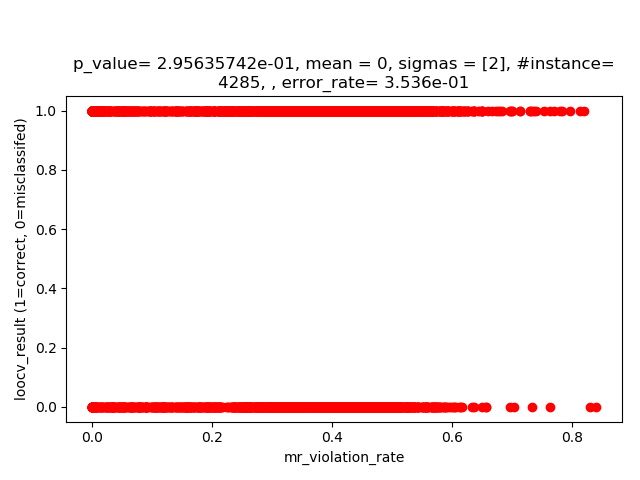 p_value= 2.95635742e-01, mean = 0, sigmas = [2], #instance=
4285, , error_rate= 3.536e-01
1.0
0.8
0.6
0.4
0.2
0.0
loocv_result (1=correct, 0=misclassifed)
0.0 0.2 0.4 0.6 0.8
mr_violation_rate